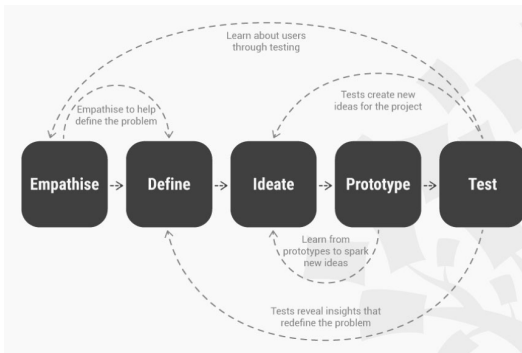 Learn about users
through testing
Tests create new
ideas for the project
Empathise to help
define the problem
Empathise
Define
Ideate
Prototype
Test
Learn from
prototypes to spark
new ideas
Tests reveal insights that
redefine the problem